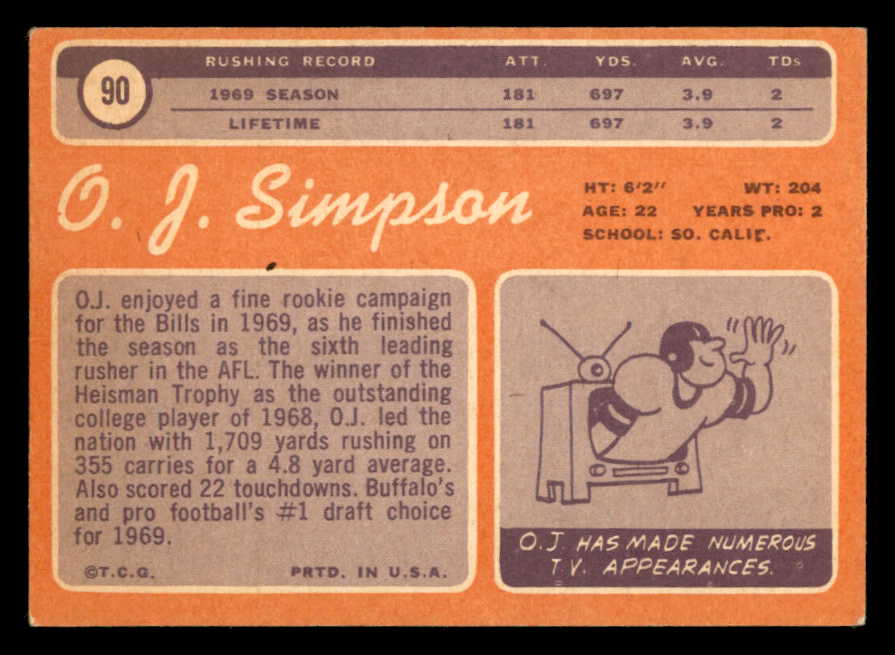 90
RUSHING RECORD ATT. YDS. AVG. TDs
1969 SEASON 181 697 3.9 2
LIFETIME 181 697 3.9 2
O. J. Simpson
HT: 6'2" WT: 204
AGE: 22 YEARS PRO: 2
SCHOOL: SO. CALIF.
O.J. enjoyed a fine rookie campaign
for the Bills in 1969, as he finished
the season as the sixth leading
rusher in the AFL. The winner of the
Heisman Trophy as the outstanding
college player of 1968, O.J. led the
nation with 1,709 yards rushing on
355 carries for a 4.8 yard average.
Also scored 22 touchdowns. Buffalo's
and pro football's #1 draft choice
for 1969.
©T.C.G. PRTD. IN U.S.A.
O.J. HAS MADE NUMEROUS
T.V. APPEARANCES.